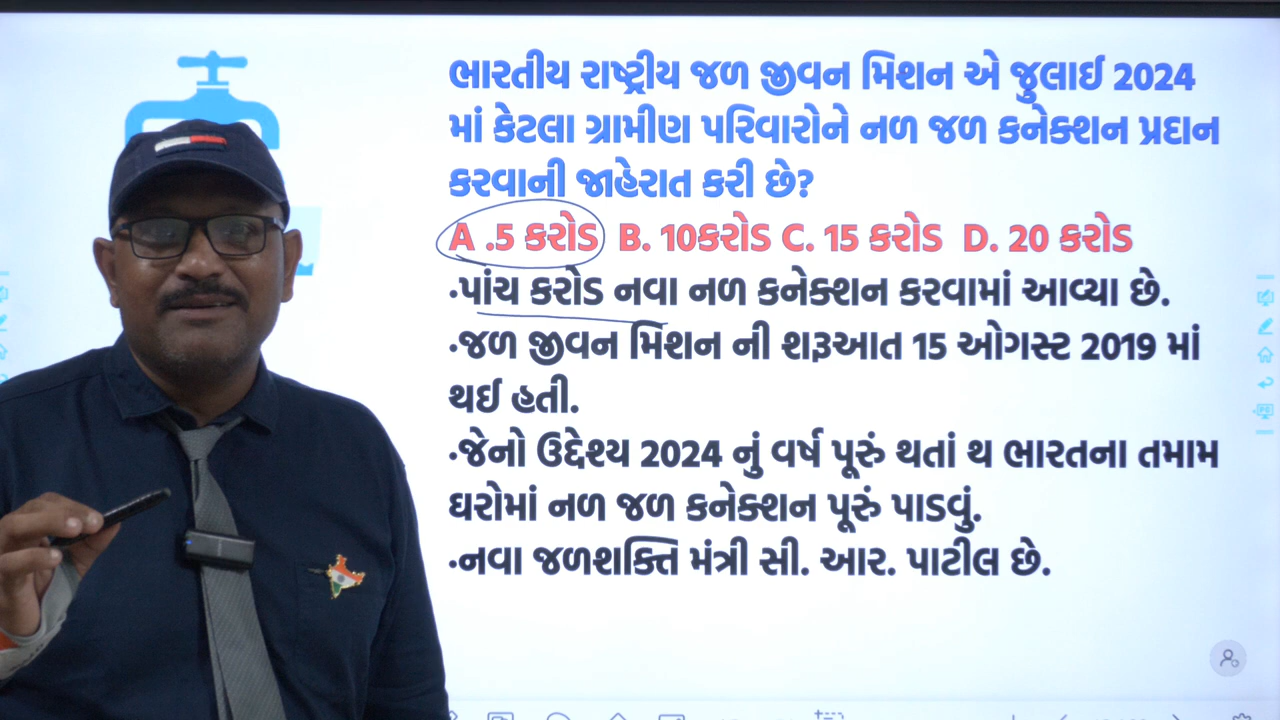 ભારતીય રાષ્ટ્રીય જળ જીવન મિશન એ જુલાઈ 2024
માં કેટલા ગ્રામીણ પરિવારોને નળ જળ કનેક્શન પ્રદાન
કરવાની જાહેરાત કરી છે?
A .5 કરોડ B. 10કરોડ C. 15 કરોડ D. 20 કરોડ
·પાંચ કરોડ નવા નળ કનેક્શન કરવામાં આવ્યા છે.
·જળ જીવન મિશન ની શરૂઆત 15 ઓગસ્ટ 2019 માં
થઈ હતી.
·જેનો ઉદ્દેશ્ય 2024 નું વર્ષ પૂરું થતાં થ ભારતના તમામ
ઘરોમાં નળ જળ કનેક્શન પૂરું પાડવું.
·નવા જળશક્તિ મંત્રી સી. આર. પાટીલ છે.